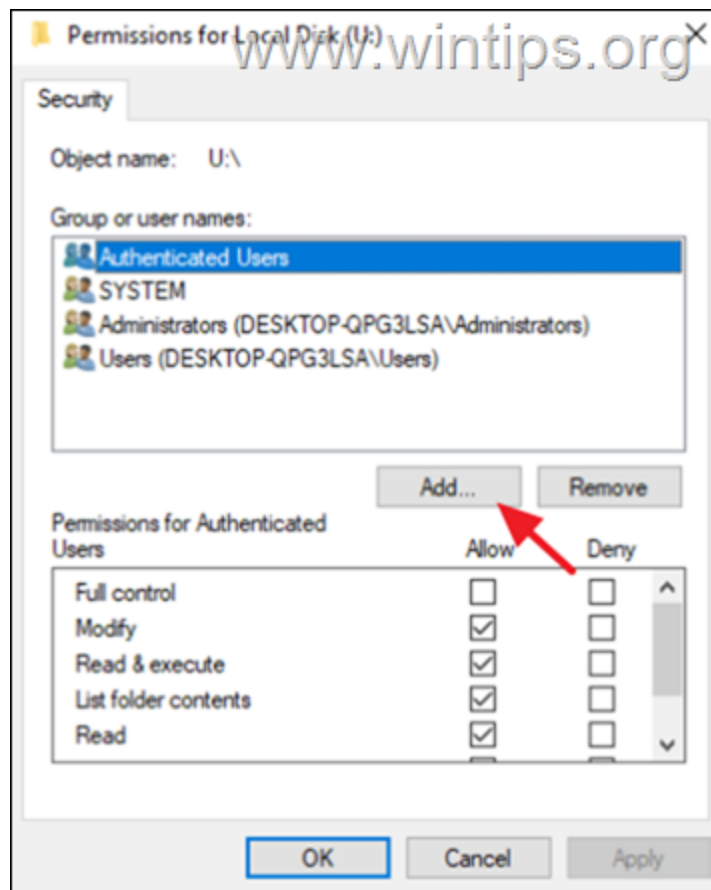 Permissions for Local Disk (U:)
www.wintips.org
Security
Object name: U:\
Group or user names:
Authenticated Users
SYSTEM
Administrators (DESKTOP-QPG3LSA\Administrators)
Users (DESKTOP-QPG3LSA\Users)
Add... Remove
Permissions for Authenticated
Users Allow Deny
Full control
Modify
Read & execute
List folder contents
Read
OK Cancel Apply